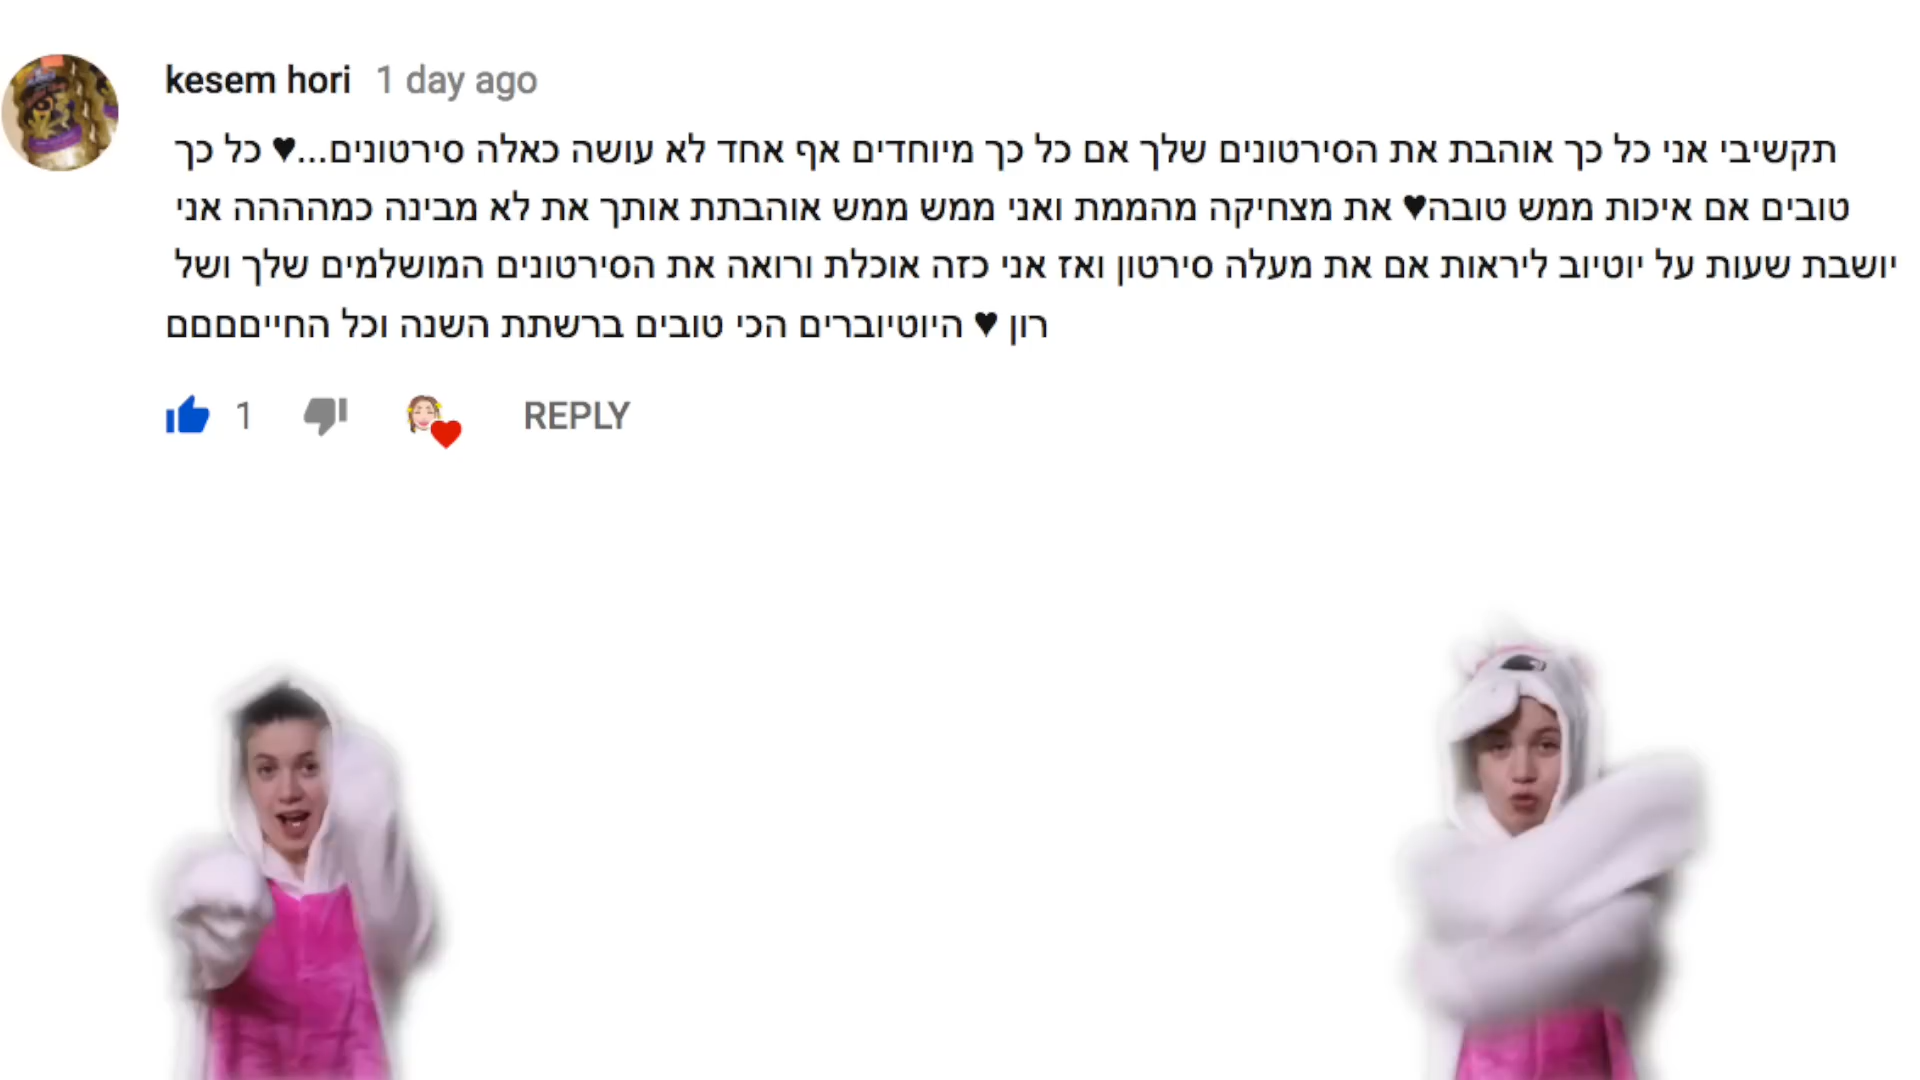 kesem hori 1 day ago
תקשיבי אני כל כך אוהבת את הסירטונים שלך אם כל כך מיוחדים אף אחד לא עושה כאלה סירטונים...♥ כל כך
טובים אם איכות ממש טובה♥ את מצחיקה מהממת ואני ממש ממש אוהבתת אותך את לא מבינה כמהההה אני
יושבת שעות על יוטיוב ליראות אם את מעלה סירטון ואז אני כזה אוכלת ורואה את הסירטונים המושלמים שלך ושל
רון ♥ היוטיוברים הכי טובים ברשתת השנה וכל החייםםםםם
1 REPLY